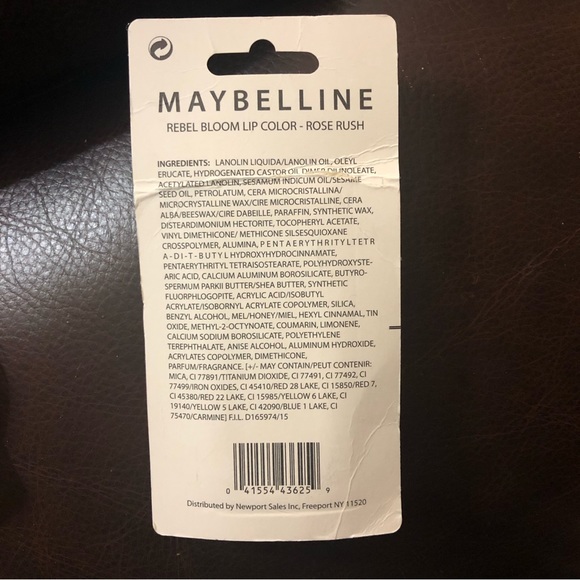 MAYBELLINE
REBEL BLOOM LIP COLOR - ROSE RUSH
INGREDIENTS: LANOLIN LIQUIDA/LANOLIN OIL, OLEYL
ERUCATE, HYDROGENATED CASTOR OIL DIMER DILINOLEATE,
ACETYLATED LANOLIN, SESAMUM INDICUM OIL/SESAME
SEED OIL, PETROLATUM, CERA MICROCRISTALLINA/
MICROCRYSTALLINE WAX/CIRE MICROCRISTALLINE, CERA
ALBA/BEESWAX/CIRE DABEILLE, PARAFFIN, SYNTHETIC WAX,
DISTEARDIMONIUM HECTORITE, TOCOPHERYL ACETATE,
VINYL DIMETHICONE/ METHICONE SILSESQUIOXANE
CROSSPOLYMER, ALUMINA, PENTAERYTHRITYLTETR
A-DI-T-BUTYLHYDROXYHYDROCINNAMATE,
PENTAERYTHRITYL TETRAISOSTEARATE, POLYHYDROXYSTE-
ARIC ACID, CALCIUM ALUMINUM BOROSILICATE, BUTYRO-
SPERMUM PARKII BUTTER/SHEA BUTTER, SYNTHETIC
FLUORPHLOGOPITE, ACRYLIC ACID/ISOBUTYL
ACRYLATE/ISOBORNYL ACRYLATE COPOLYMER, SILICA,
BENZYL ALCOHOL, MEL/HONEY/MIEL, HEXYL CINNAMAL, TIN
OXIDE, METHYL-2-OCTYNOATE, COUMARIN, LIMONENE,
CALCIUM SODIUM BOROSILICATE, POLYETHYLENE
TEREPHTHALATE, ANISE ALCOHOL, ALUMINUM HYDROXIDE,
ACRYLATES COPOLYMER, DIMETHICONE,
PARFUM/FRAGRANCE. [+/- MAY CONTAIN/PEUT CONTENIR:
MICA, CI 77891/TITANIUM DIOXIDE, CI 77491, CI 77492, CI
77499/IRON OXIDES, CI 45410/RED 28 LAKE, CI 15850/RED 7,
CI 45380/RED 22 LAKE, CI 15985/YELLOW 6 LAKE, CI
19140/YELLOW 5 LAKE, CI 42090/BLUE 1 LAKE, CI
75470/CARMINE] F.I.L. D165974/15
0 41554 43625 9
Distributed by Newport Sales Inc, Freeport NY 11520